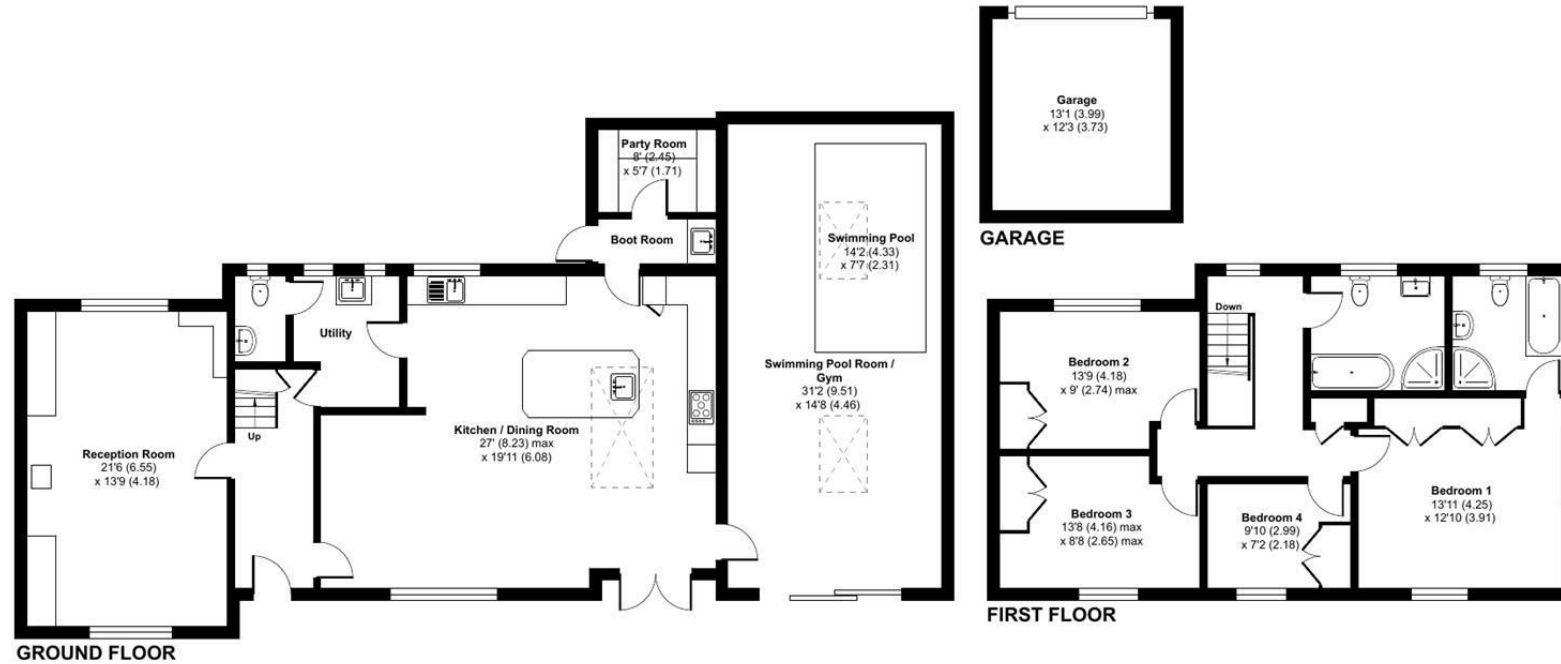 Garage
13'1 (3.99)
x 12'3 (3.73)
GARAGE
Party Room
8' (2.45)
x 5'7 (1.71)
Boot Room
Swimming Pool
14'2 (4.33)
x 7'7 (2.31)
Utility
Swimming Pool Room /
Gym
31'2 (9.51)
x 14'8 (4.46)
Kitchen / Dining Room
27' (8.23) max
x 19'11 (6.08)
Up
Reception Room
21'6 (6.55)
x 13'9 (4.18)
GROUND FLOOR
Down
Bedroom 2
13'9 (4.18)
x 9' (2.74) max
Bedroom 3
13'8 (4.16) max
x 8'8 (2.65) max
Bedroom 4
9'10 (2.99)
x 7'2 (2.18)
Bedroom 1
13'11 (4.25)
x 12'10 (3.91)
FIRST FLOOR